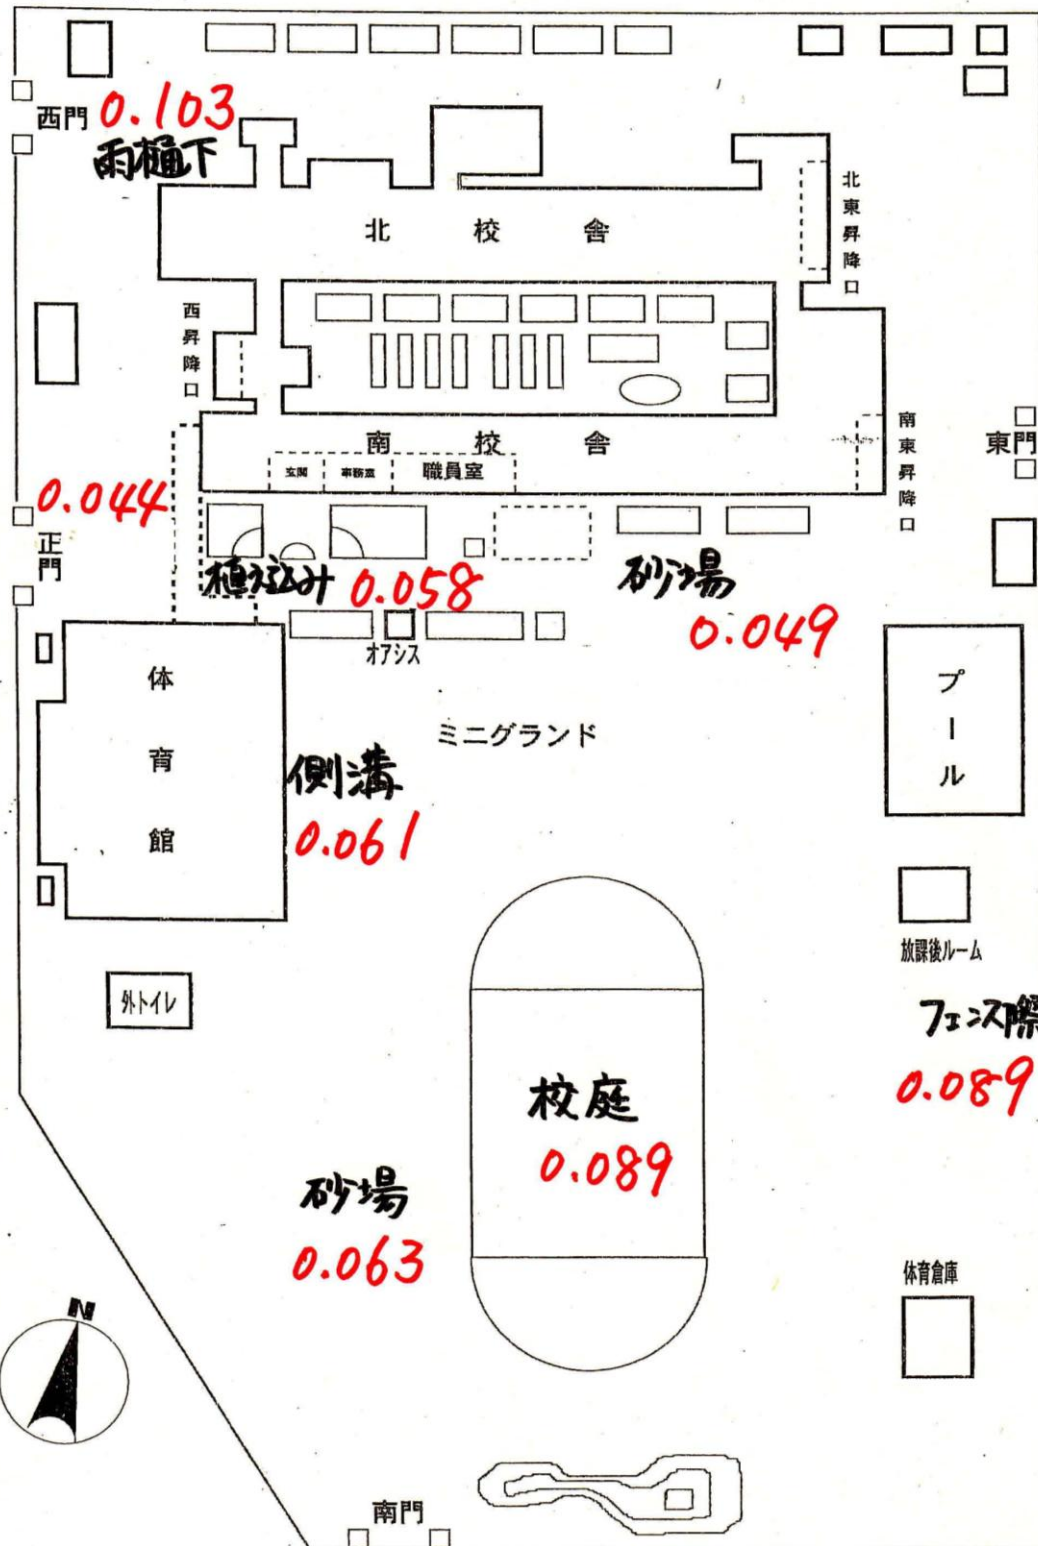 西門 0.103
雨樋下
北校舎
北東昇降口
西昇降口
南校舎
玄関 事務室 職員室
南東昇降口
東門
0.044
正門
植え込み 0.058
砂場
0.049
オアシス
体育館
ミニグランド
プール
側溝
0.061
放課後ルーム
外トイレ
フェンス際
0.089
校庭
0.089
砂場
0.063
体育倉庫
N
南門